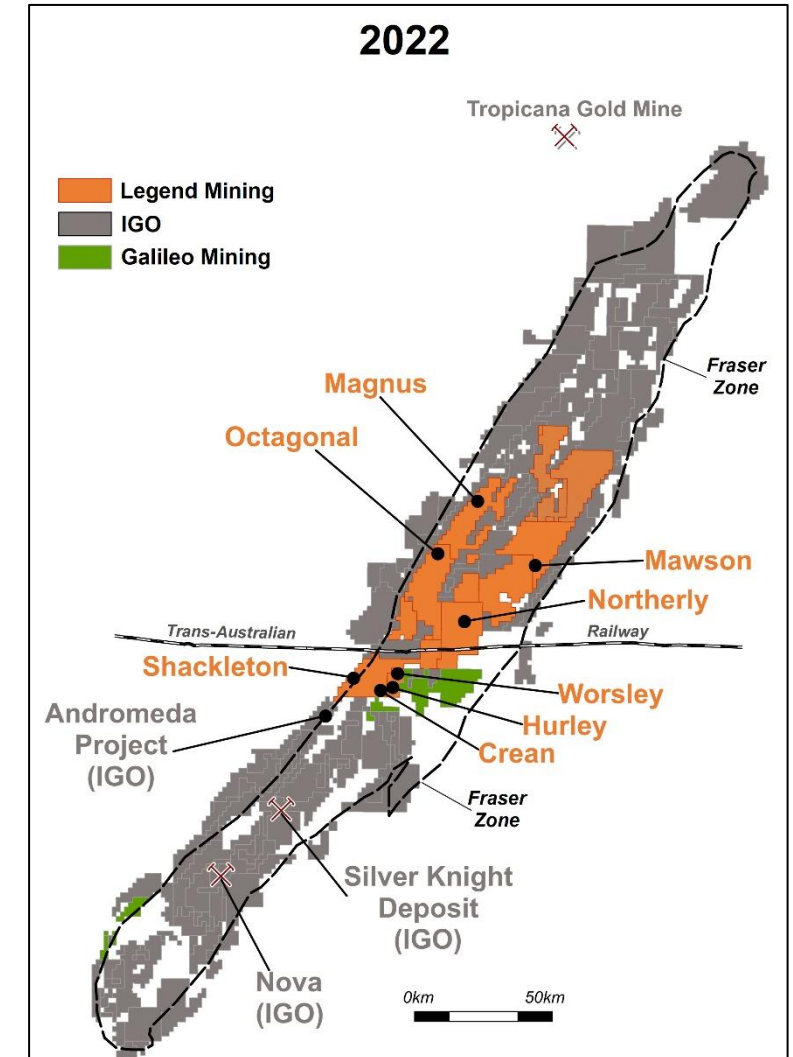 2022
Tropicana Gold Mine
Legend Mining
IGO
Galileo Mining
Fraser
Zone
Magnus
Octagonal
Mawson
Northerly
Trans-Australian
Railway
Shackleton
Worsley
Andromeda
Project
(IGO)
Hurley
Crean
Fraser
Zone
Silver Knight
Deposit
(IGO)
Nova
(IGO)
0km
50km